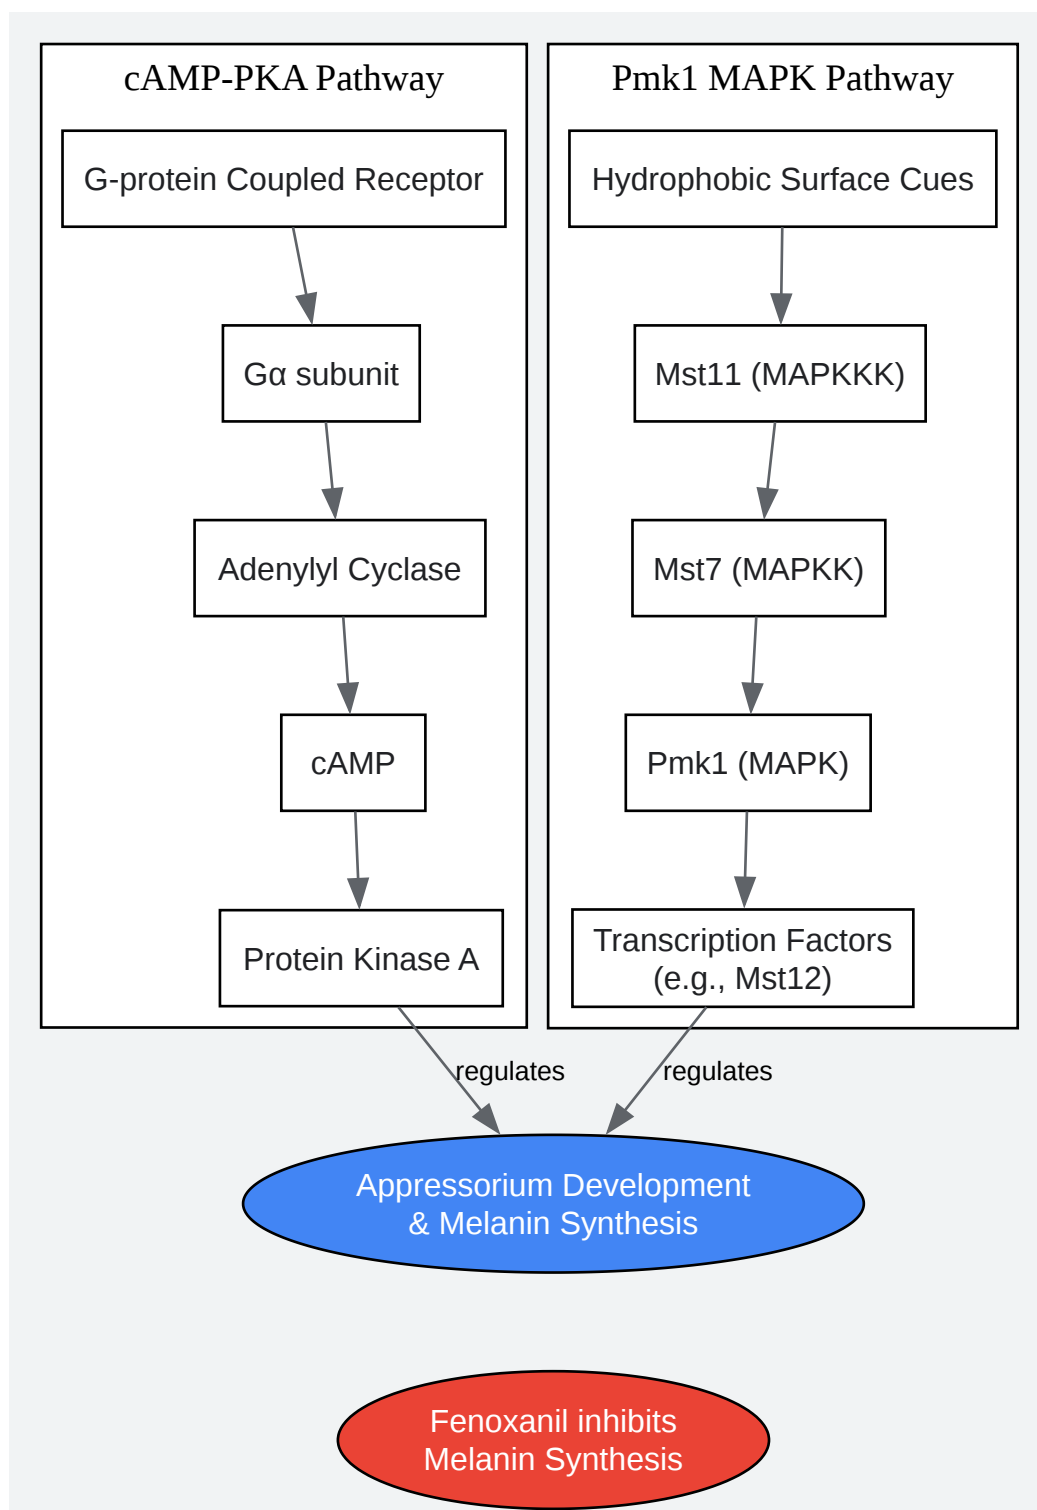 cAMP-PKA Pathway
G-protein Coupled Receptor
Gα subunit
Adenylyl Cyclase
cAMP
Protein Kinase A
regulates
Pmk1 MAPK Pathway
Hydrophobic Surface Cues
Mst11 (MAPKKK)
Mst7 (MAPKK)
Pmk1 (MAPK)
Transcription Factors
(e.g., Mst12)
regulates
Appressorium Development
& Melanin Synthesis
Fenoxanil inhibits
Melanin Synthesis